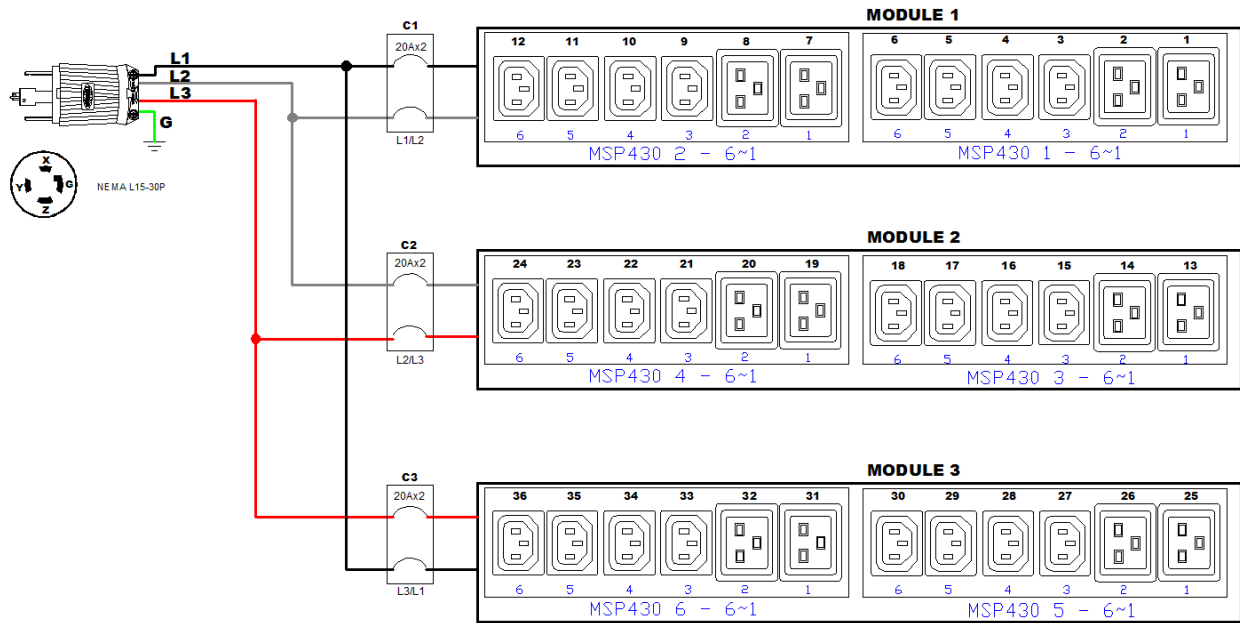 MODULE 1
C1
20Ax2
L1/L2
12 11 10 9 8 7 6 5 4 3 2 1
6 5 4 3 2 1 6 5 4 3 2 1
MSP430 2 - 6~1 MSP430 1 - 6~1
L1
L2
L3
G
X
Y G
Z
NEMA L15-30P
MODULE 2
C2
20Ax2
L2/L3
24 23 22 21 20 19 18 17 16 15 14 13
6 5 4 3 2 1 6 5 4 3 2 1
MSP430 4 - 6~1 MSP430 3 - 6~1
MODULE 3
C3
20Ax2
L3/L1
36 35 34 33 32 31 30 29 28 27 26 25
6 5 4 3 2 1 6 5 4 3 2 1
MSP430 6 - 6~1 MSP430 5 - 6~1